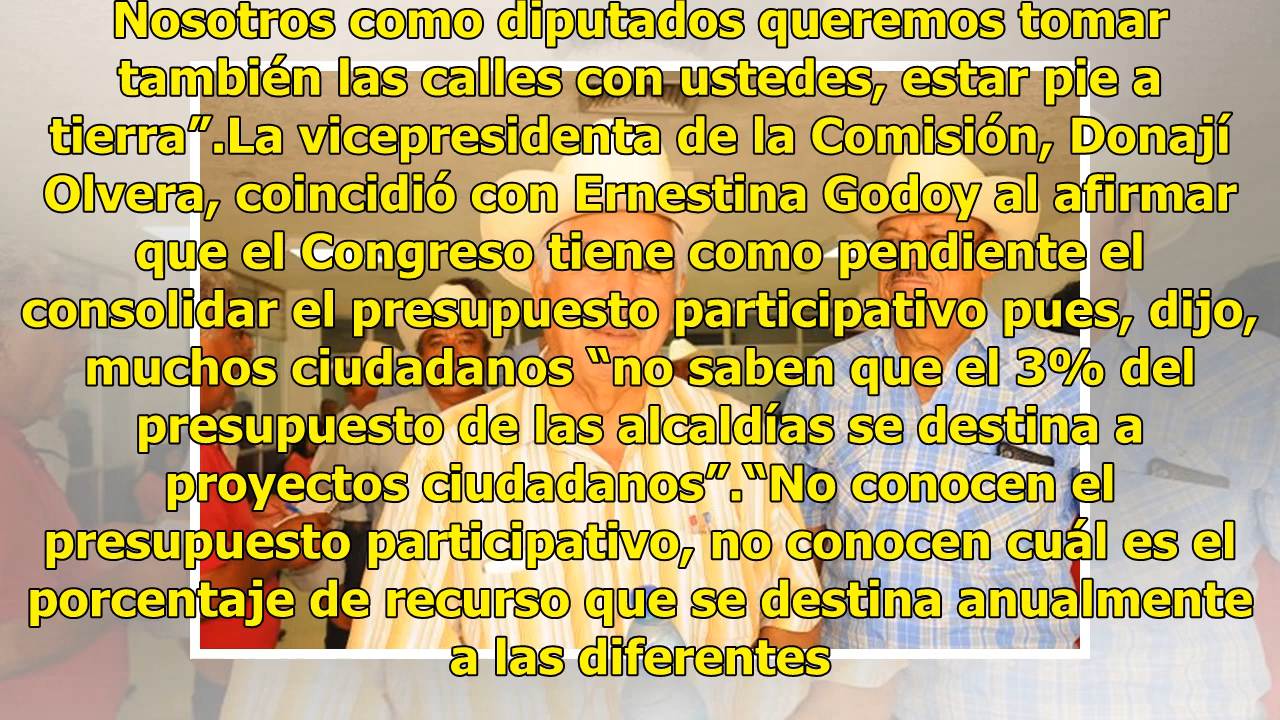 Nosotros como diputados queremos tomar
también las calles con ustedes, estar pie a
tierra”.La vicepresidenta de la Comisión, Donají
Olvera, coincidió con Ernestina Godoy al afirmar
que el Congreso tiene como pendiente el
consolidar el presupuesto participativo pues, dijo,
muchos ciudadanos “no saben que el 3% del
presupuesto de las alcaldías se destina a
proyectos ciudadanos”.“No conocen el
presupuesto participativo, no conocen cuál es el
porcentaje de recurso que se destina anualmente
a las diferentes